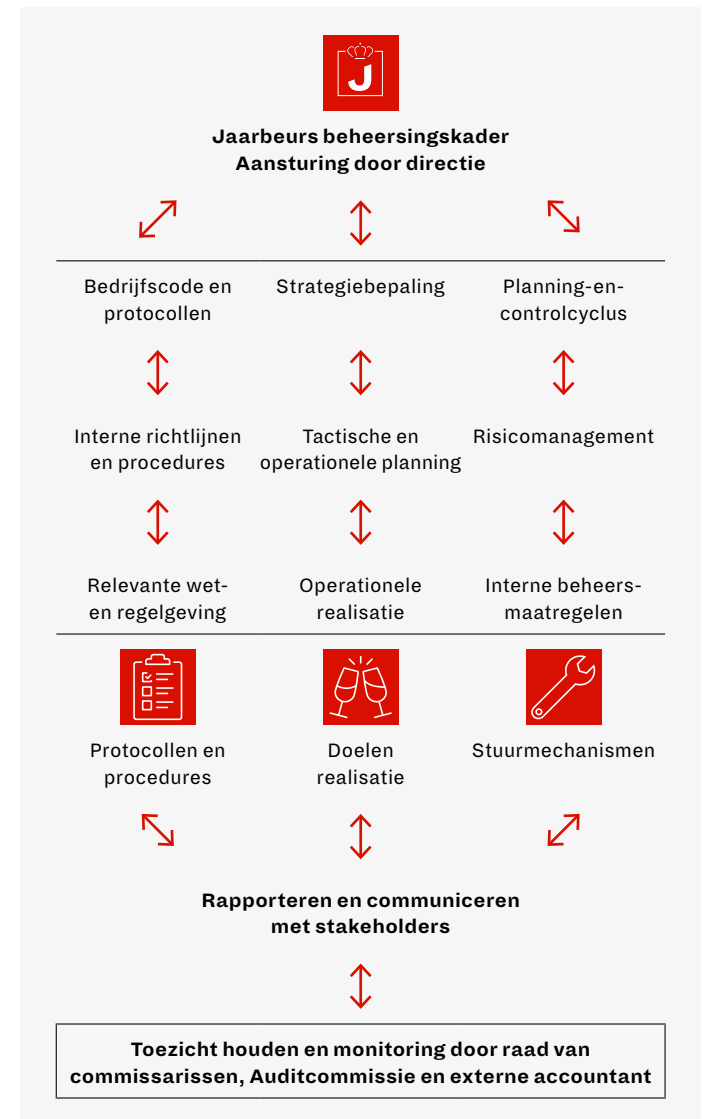 J
Jaarbeurs beheersingskader
Aansturing door directie
Bedrijfscode en
protocollen
Strategiebepaling
Planning-en-
controlcyclus
Interne richtlijnen
en procedures
Tactische en
operationele planning
Risicomanagement
Relevante wet-
en regelgeving
Operationele
realisatie
Interne beheers-
maatregelen
Protocollen en
procedures
Doelen
realisatie
Stuurmechanismen
Rapporteren en communiceren
met stakeholders
Toezicht houden en monitoring door raad van
commissarissen, Auditcommissie en externe accountant